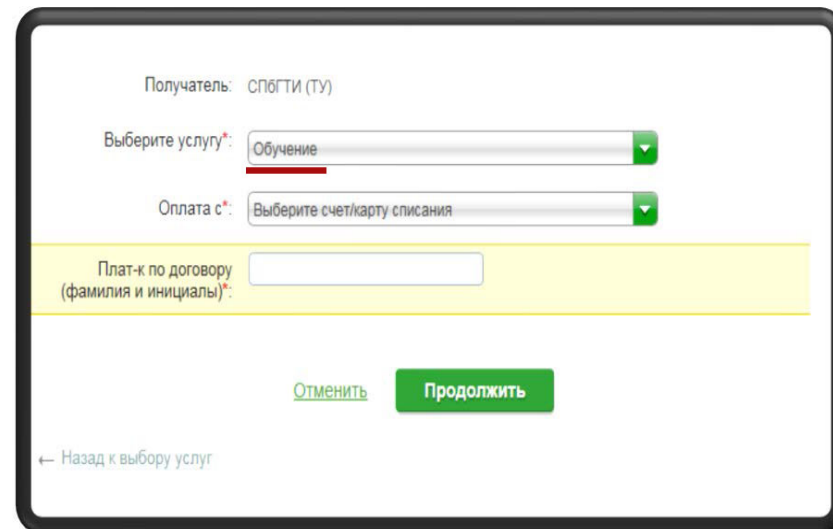 Получатель: СПбГТИ (ТУ)
Выберите услугу*: Обучение
Оплата с*: Выберите счет/карту списания
Плат-к по договору
(фамилия и инициалы)*:
Отменить Продолжить
← Назад к выбору услуг